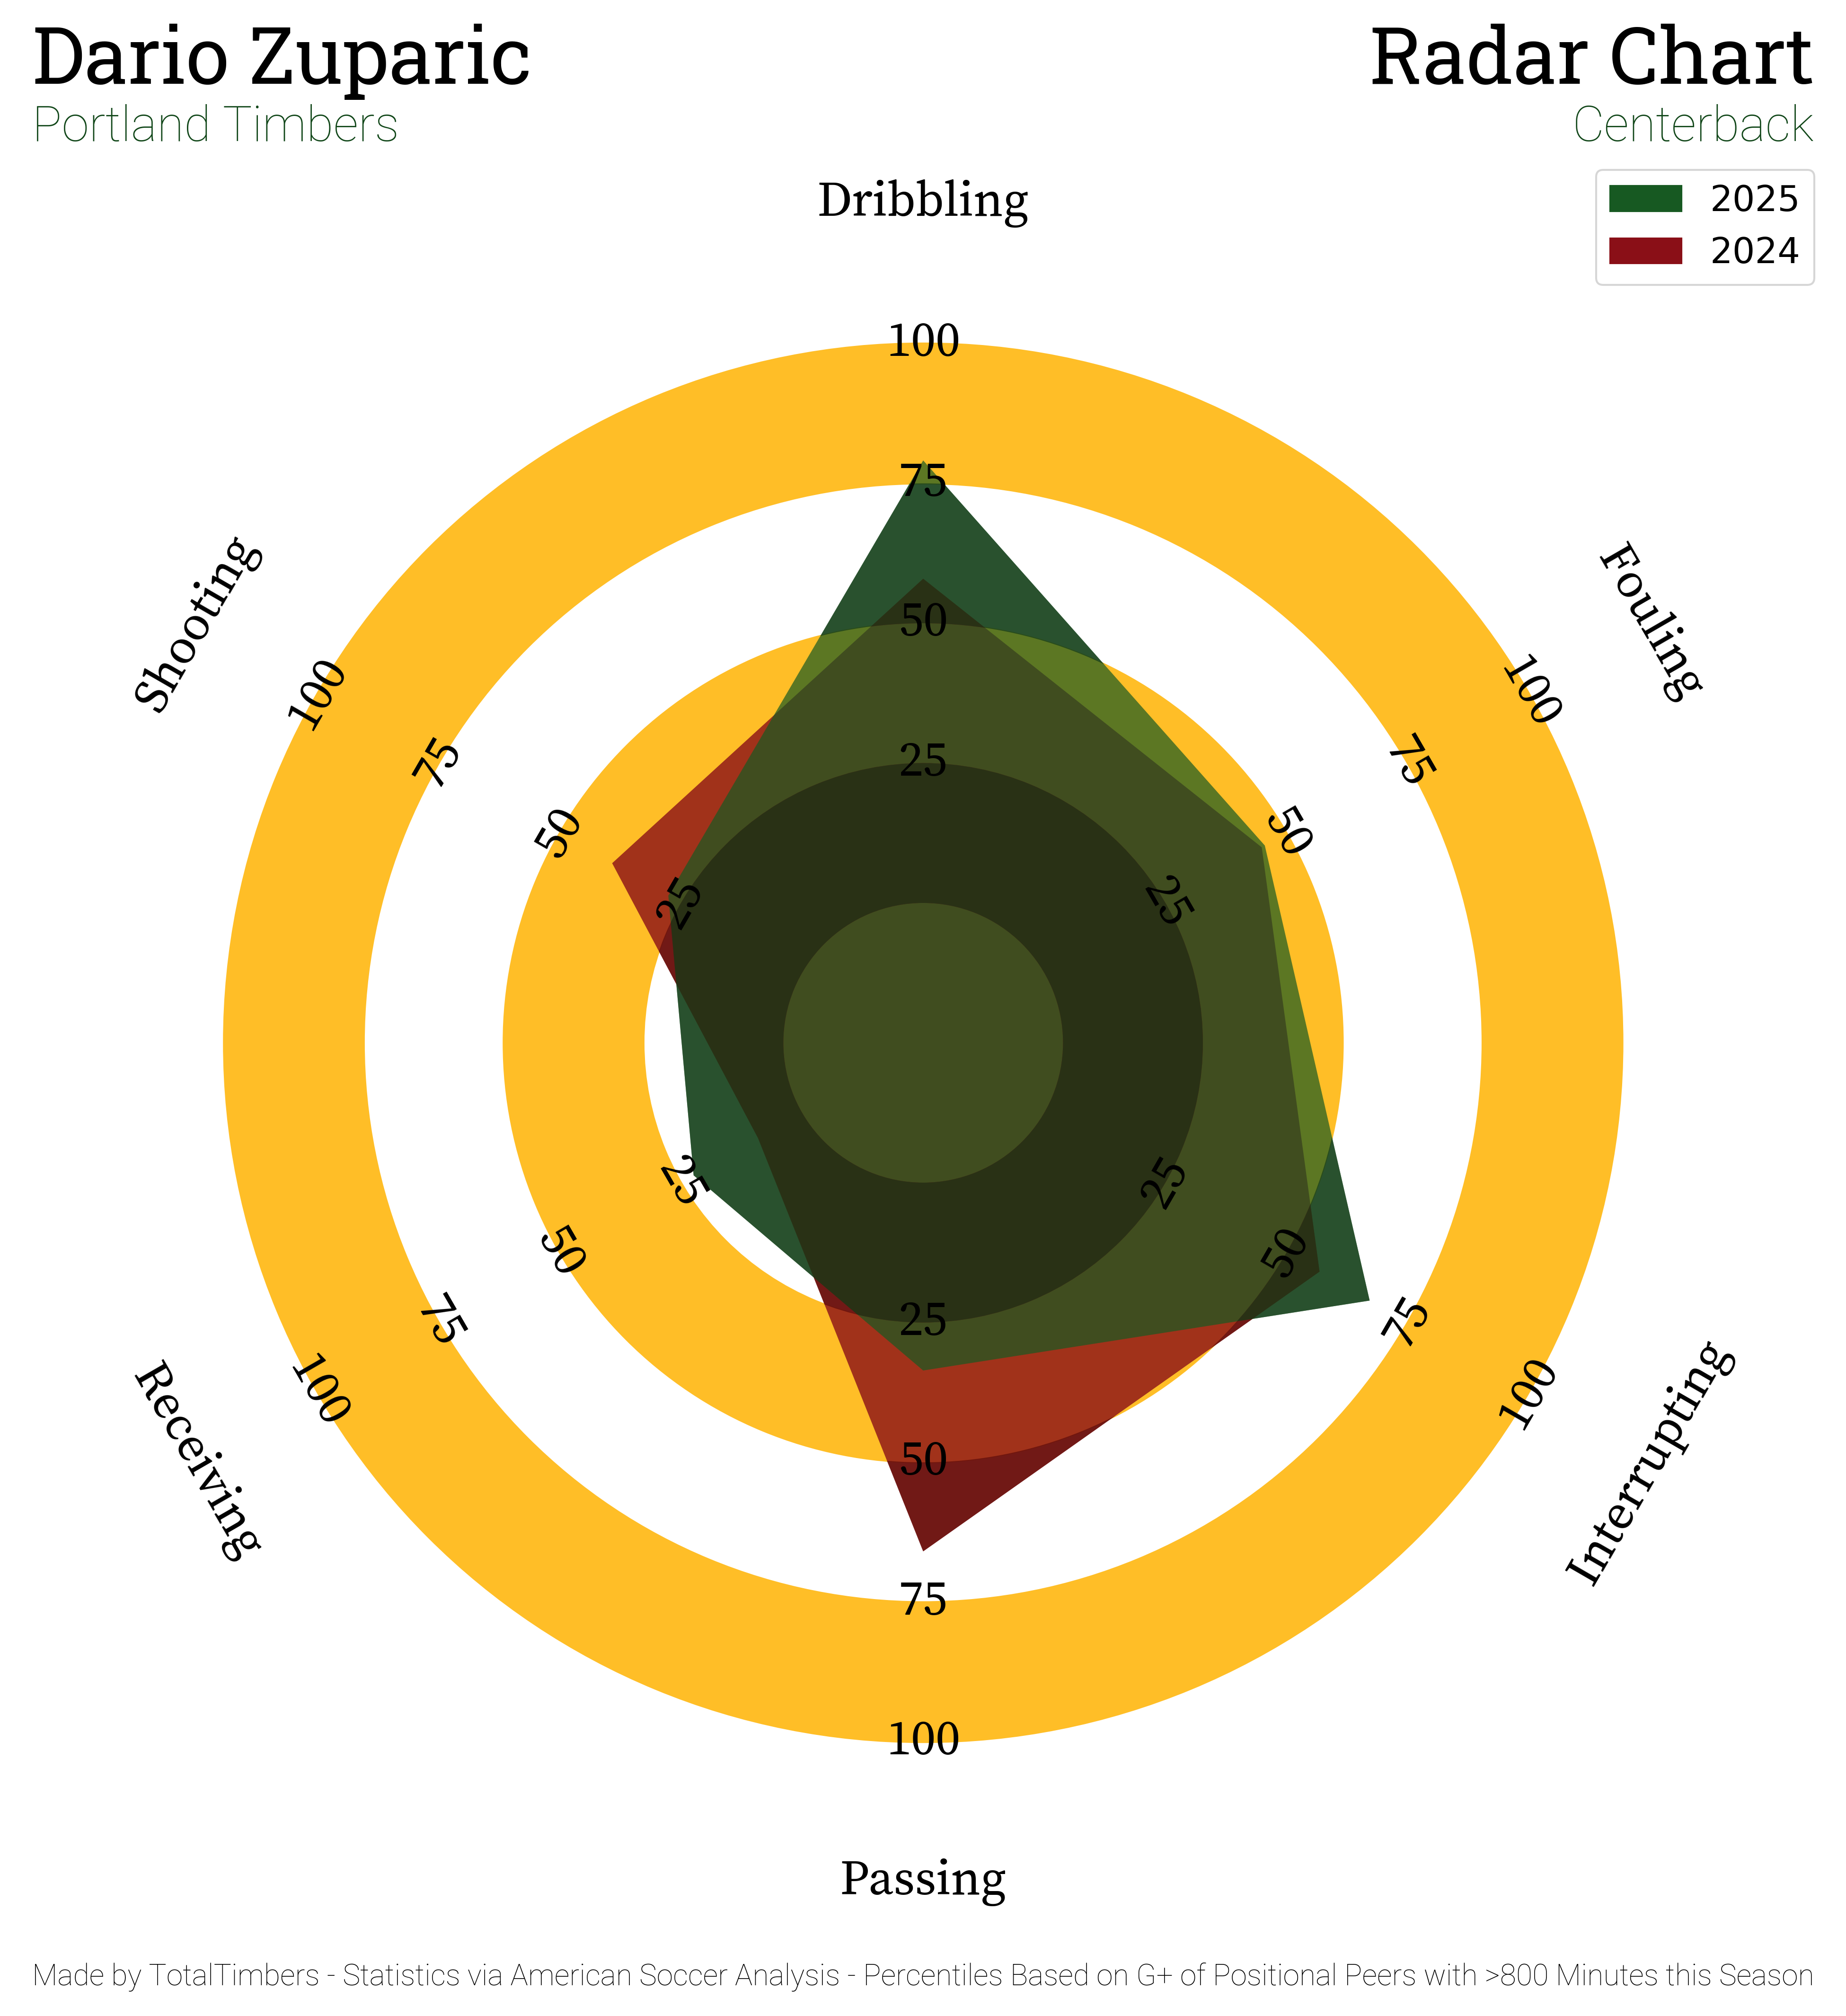 Dario Zuparic
Radar Chart
Portland Timbers
Centerback
2025
2024
Dribbling
100
75
50
25
Shooting
100
75
50
25
Fouling
100
75
50
25
Receiving
100
75
50
25
Interrupting
100
75
50
25
25
50
75
100
Passing
Made by TotalTimbers - Statistics via American Soccer Analysis - Percentiles Based on G+ of Positional Peers with >800 Minutes this Season